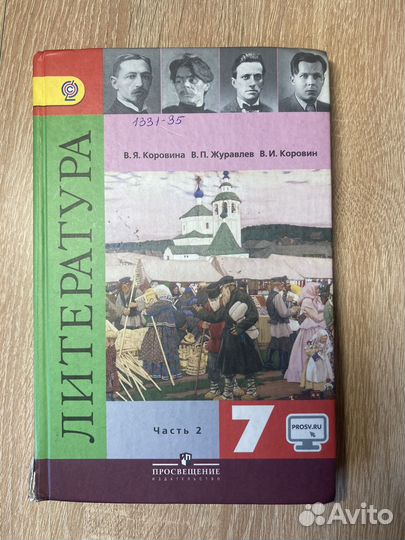 1331-35
В.Я. Коровина В.П. Журавлев В.И. Коровин
ЛИТЕРАТУРА
Часть 2
7
PROSV.RU
ПРОСВЕЩЕНИЕ
ИЗДАТЕЛЬСТВО
Avito